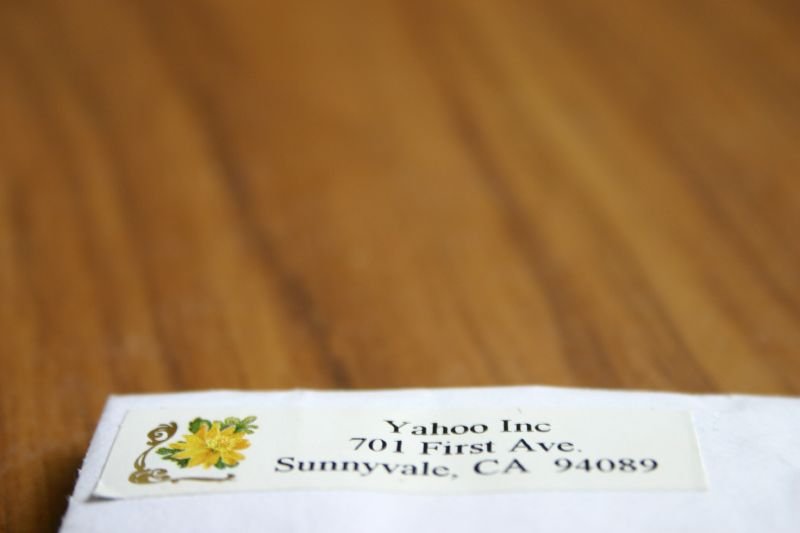 Yahoo Inc
701 First Ave.
Sunnyvale, CA 94089